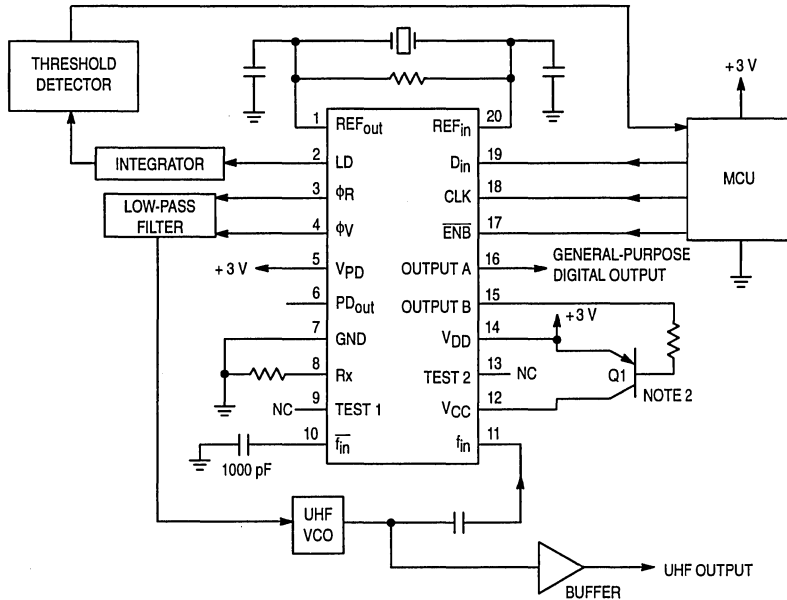 THRESHOLD
DETECTOR
+3 V
1 REFout
REFin 20
INTEGRATOR
2 LD
Din 19
MCU
3 ϕR
CLK 18
LOW-PASS
FILTER
4 ϕV
ENB 17
+3 V
5 VPD
OUTPUT A 16
GENERAL-PURPOSE
DIGITAL OUTPUT
6 PDout
OUTPUT B 15
+3 V
7 GND
VDD 14
8 Rx
TEST 2 13 NC
Q1
NOTE 2
NC 9 TEST 1
VCC 12
10 fin
fin 11
1000 pF
UHF
VCO
BUFFER
UHF OUTPUT